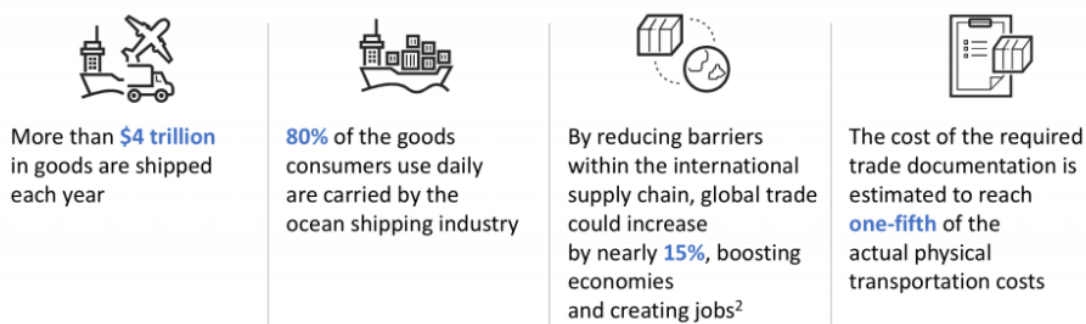 More than $4 trillion
in goods are shipped
each year
80% of the goods
consumers use daily
are carried by the
ocean shipping industry
By reducing barriers
within the international
supply chain, global trade
could increase
by nearly 15%, boosting
economies
and creating jobs²
The cost of the required
trade documentation is
estimated to reach
one-fifth of the
actual physical
transportation costs